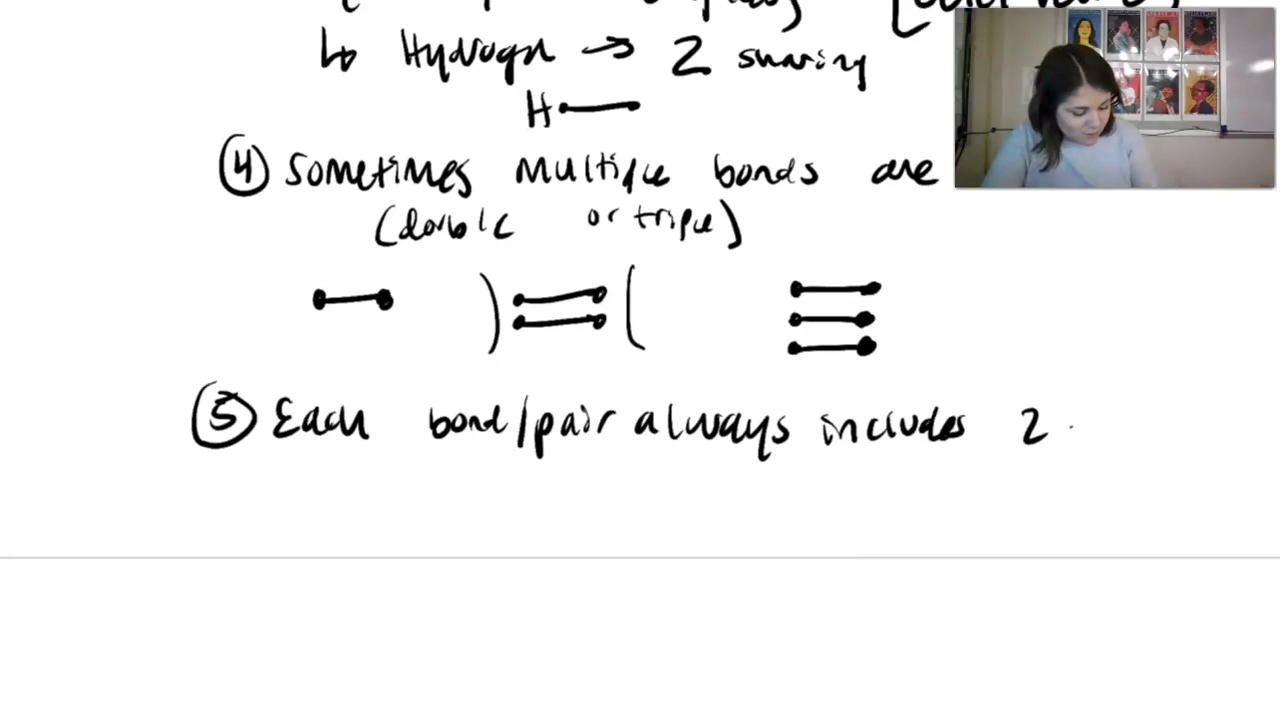 ↳ Hydrogen → 2 sharing
H
④ Sometimes multiple bonds are
(double or triple)
) (
⑤ Each bond/pair always includes 2